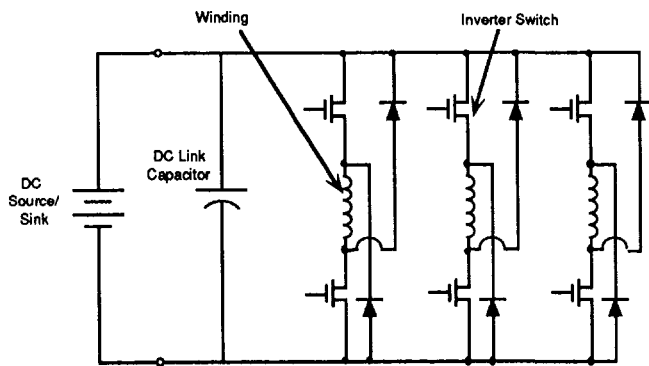 Winding
Inverter Switch
DC Link
Capacitor
DC
Source/
Sink